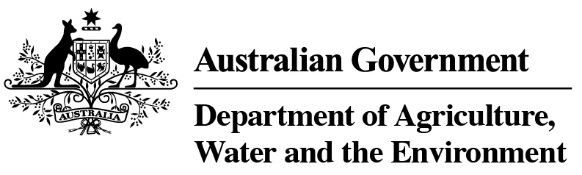 AUSTRALIA
Australian Government
Department of Agriculture,
Water and the Environment